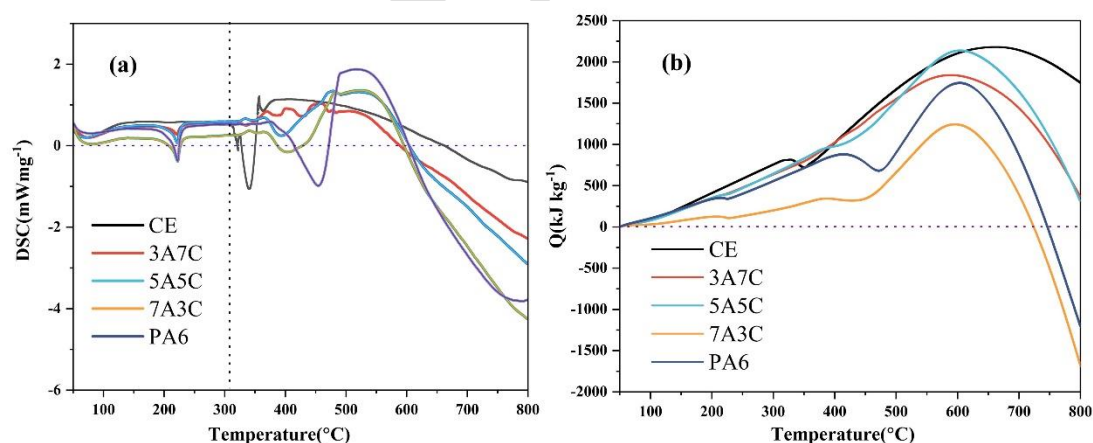 (a)
DSC(mWmg⁻¹)
2
0
-2
-4
-6
CE
3A7C
5A5C
7A3C
PA6
100 200 300 400 500 600 700 800
Temperature(°C)
(b)
Q(kJ kg⁻¹)
2500
2000
1500
1000
500
0
-500
-1000
-1500
-2000
CE
3A7C
5A5C
7A3C
PA6
100 200 300 400 500 600 700 800
Temperature(°C)